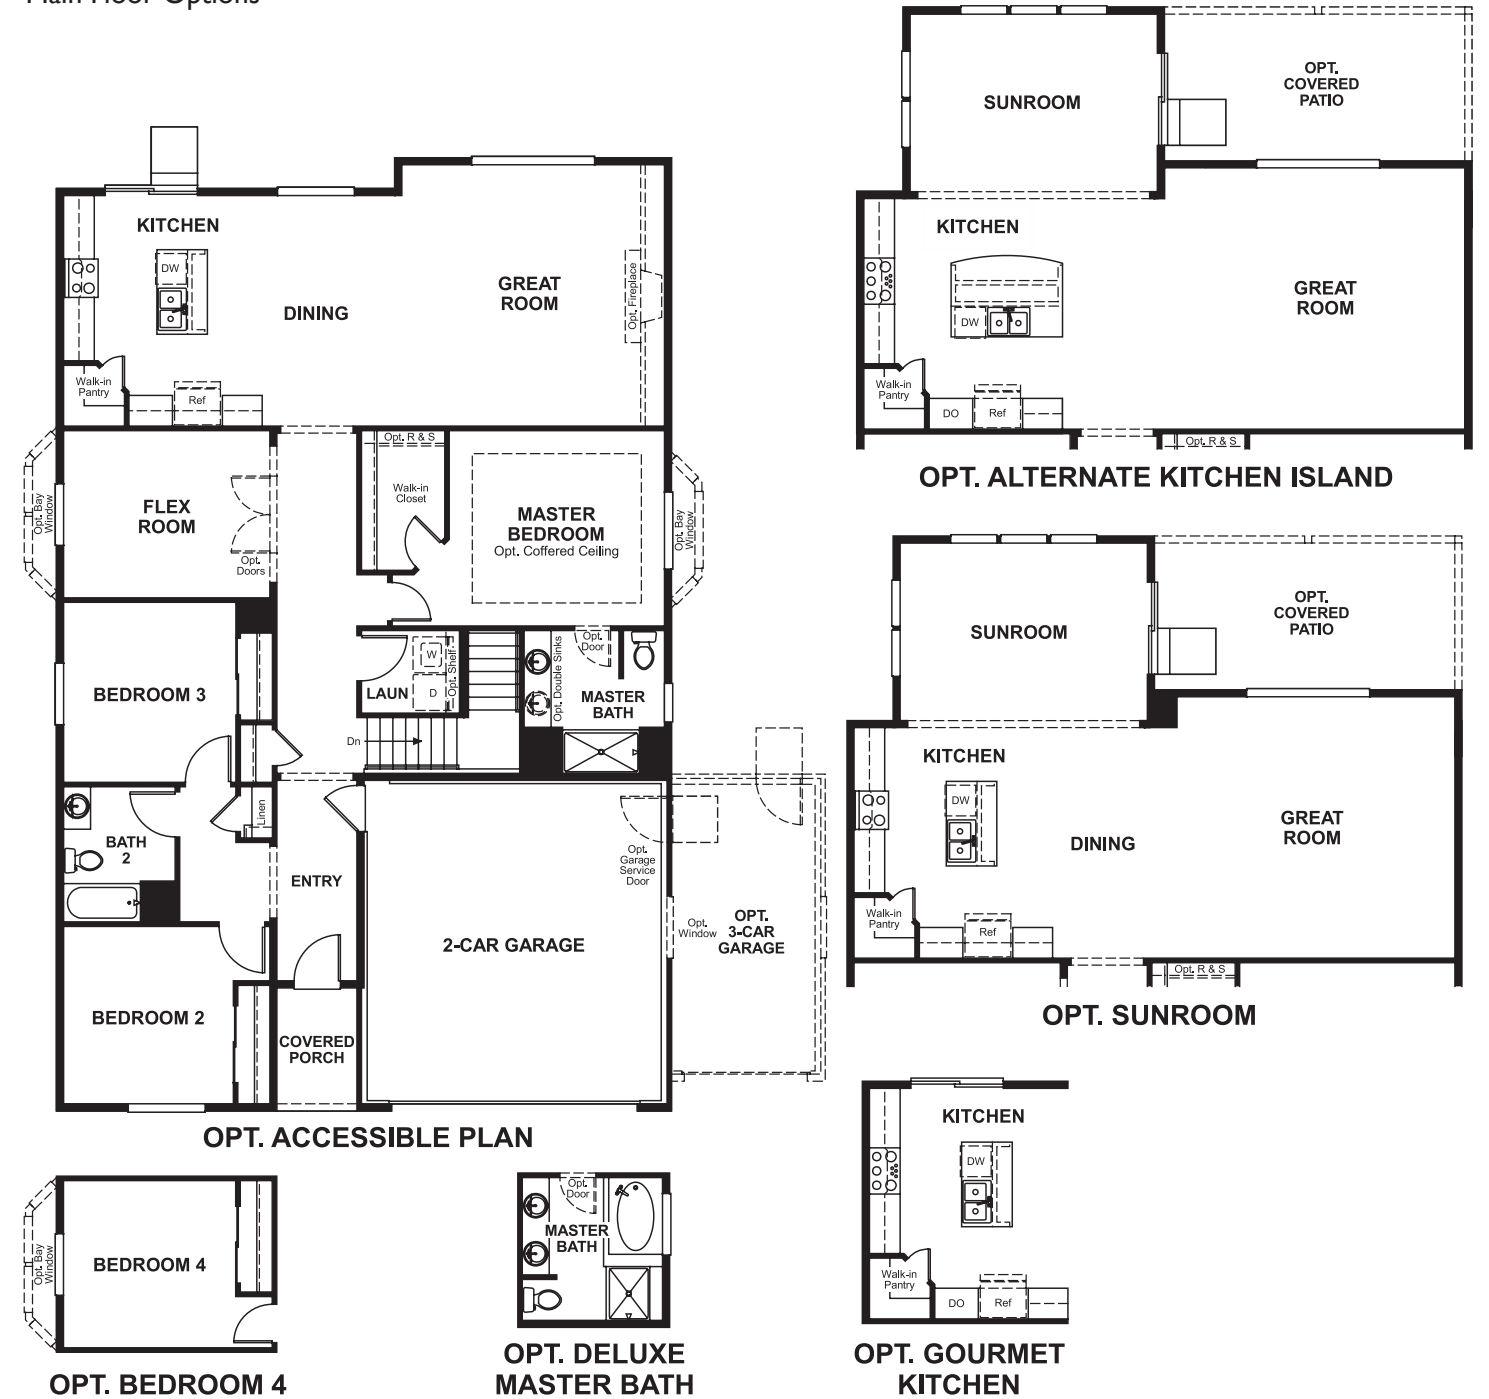 Main Floor Options
KITCHEN
DW
DINING
GREAT
ROOM
Opt. Fireplace
Walk-in
Pantry
Ref
Opt. R & S
FLEX
ROOM
Opt. Bay
Window
Opt.
Doors
Walk-in
Closet
MASTER
BEDROOM
Opt. Coffered Ceiling
Opt. Bay
Window
BEDROOM 3
LAUN
W
D
Opt. Shelf
Opt. Double Sinks
Opt.
Door
MASTER
BATH
Dn
Linen
BATH
2
ENTRY
2-CAR GARAGE
Opt.
Garage
Service
Door
Opt.
Window
OPT.
3-CAR
GARAGE
BEDROOM 2
COVERED
PORCH
OPT. ACCESSIBLE PLAN
SUNROOM
OPT.
COVERED
PATIO
KITCHEN
DW
GREAT
ROOM
Walk-in
Pantry
DO
Ref
Opt. R & S
OPT. ALTERNATE KITCHEN ISLAND
SUNROOM
OPT.
COVERED
PATIO
KITCHEN
DW
DINING
GREAT
ROOM
Walk-in
Pantry
Ref
Opt. R & S
OPT. SUNROOM
Opt. Bay
Window
BEDROOM 4
OPT. BEDROOM 4
Opt.
Door
MASTER
BATH
OPT. DELUXE
MASTER BATH
KITCHEN
DW
Walk-in
Pantry
DO
Ref
OPT. GOURMET
KITCHEN